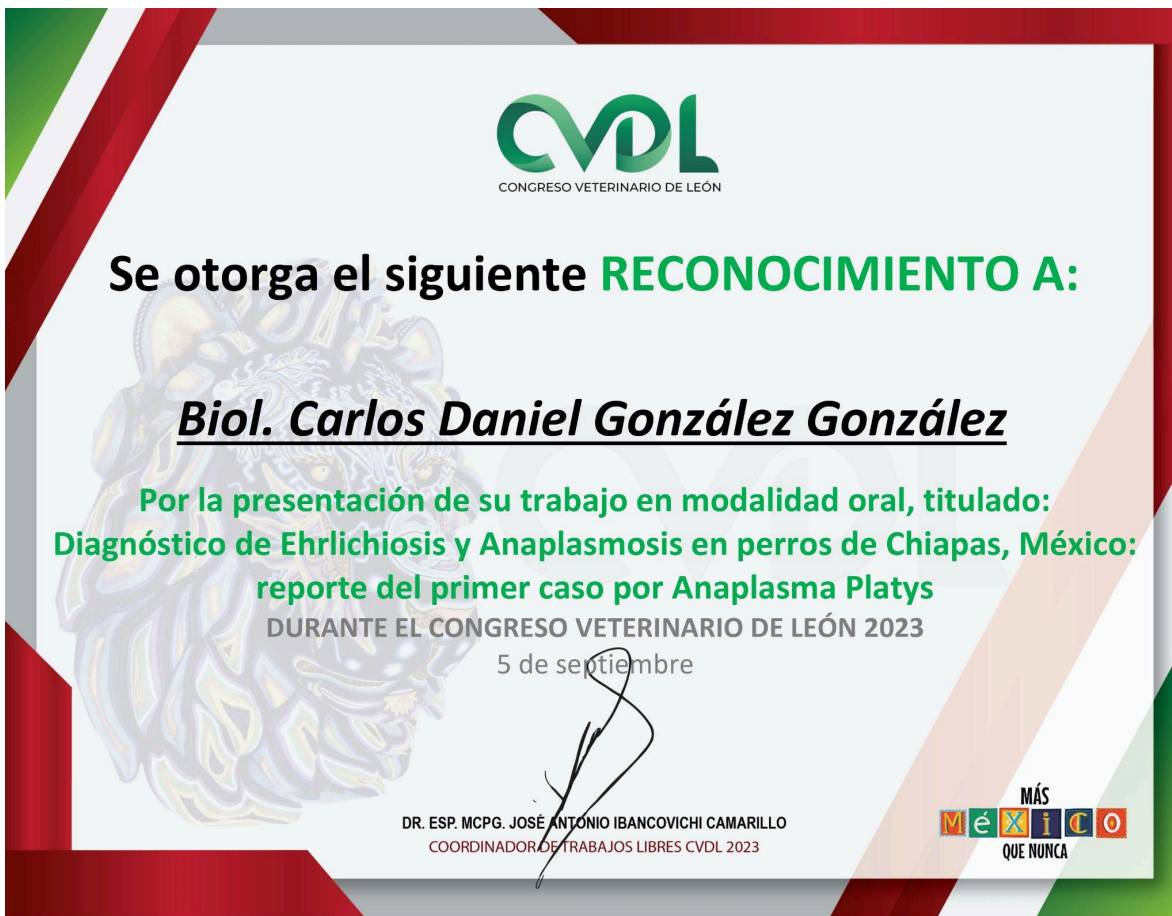 CVDL
CONGRESO VETERINARIO DE LEÓN
Se otorga el siguiente RECONOCIMIENTO A:
Biol. Carlos Daniel González González
Por la presentación de su trabajo en modalidad oral, titulado:
Diagnóstico de Ehrlichiosis y Anaplasmosis en perros de Chiapas, México:
reporte del primer caso por Anaplasma Platys
DURANTE EL CONGRESO VETERINARIO DE LEÓN 2023
5 de septiembre
DR. ESP. MCPG. JOSÉ ANTONIO IBANCOVICHI CAMARILLO
COORDINADOR DE TRABAJOS LIBRES CVDL 2023
MÁS
MéXiCO
QUE NUNCA